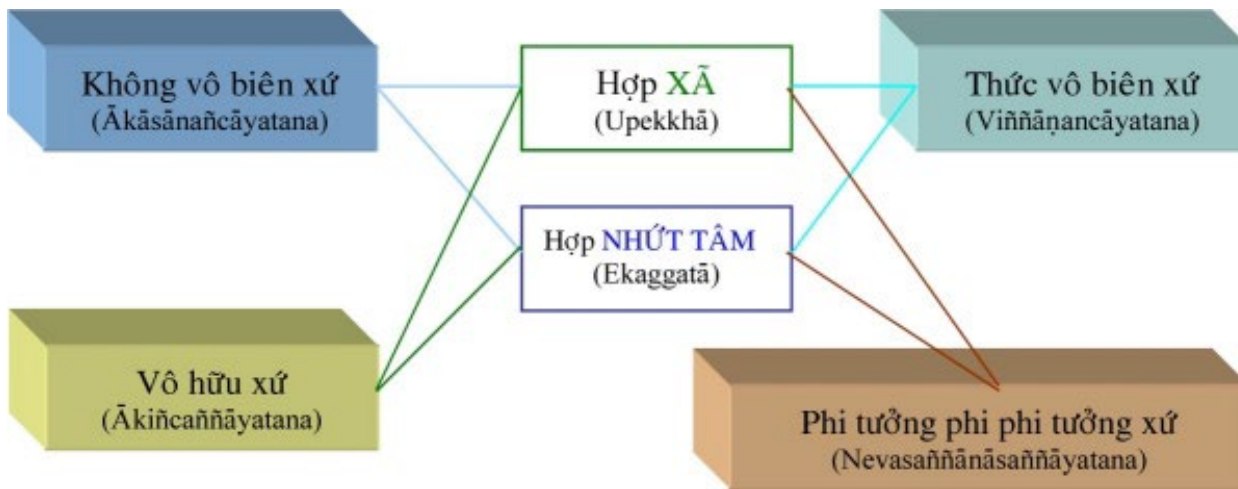 Không vô biên xứ
(Ākāsānañcāyatana)
Hợp XÃ
(Upekkhā)
Thức vô biên xứ
(Viññāṇancāyatana)
Hợp NHỨT TÂM
(Ekaggatā)
Vô hữu xứ
(Ākiñcaññāyatana)
Phi tưởng phi phi tưởng xứ
(Nevasaññānāsaññāyatana)